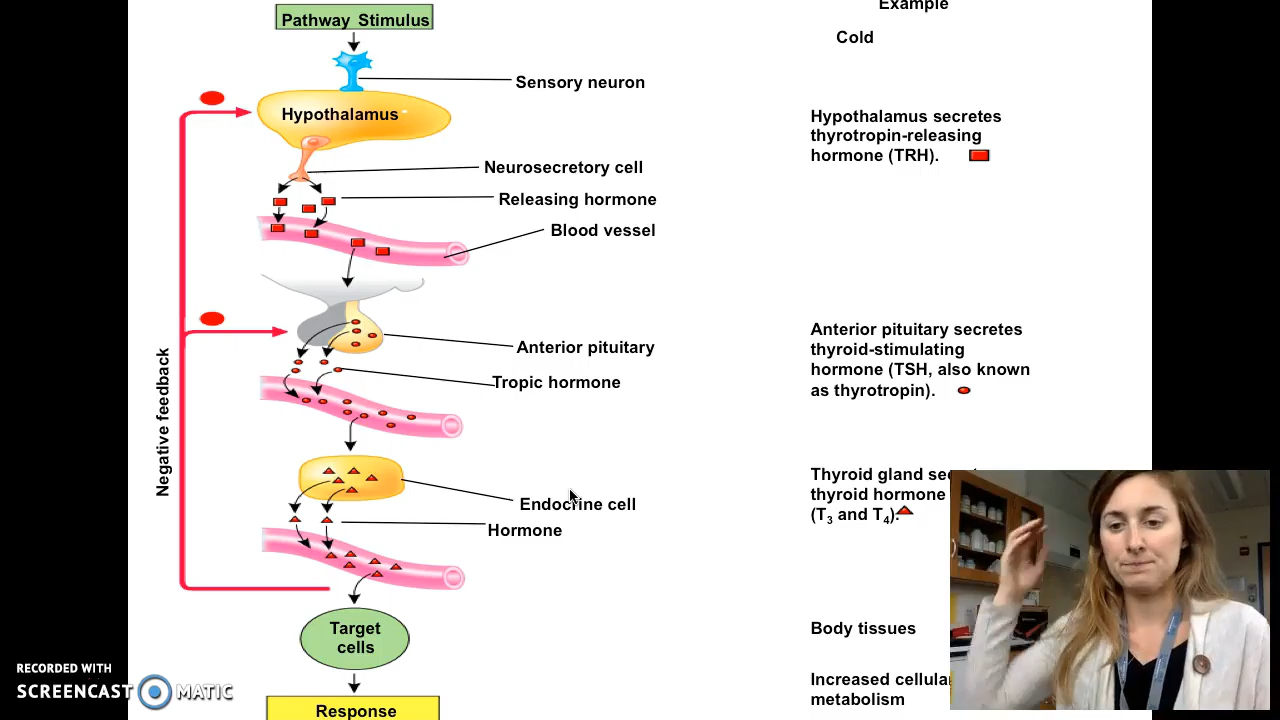 Pathway Stimulus
Example
Cold
Sensory neuron
Hypothalamus
Hypothalamus secretes
thyrotropin-releasing
hormone (TRH).
Neurosecretory cell
Releasing hormone
Blood vessel
Negative feedback
Anterior pituitary
Anterior pituitary secretes
thyroid-stimulating
hormone (TSH, also known
as thyrotropin).
Tropic hormone
Endocrine cell
Thyroid gland
thyroid hormone
(T3 and T4).
Hormone
Target
cells
Body tissues
Response
Increased
metabolism
RECORDED WITH
SCREENCAST MATIC